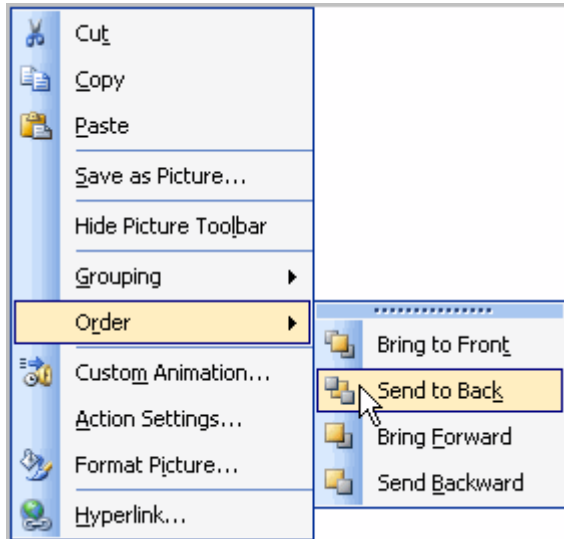 Cut
Copy
Paste
Save as Picture...
Hide Picture Toolbar
Grouping
Order
Custom Animation...
Action Settings...
Format Picture...
Hyperlink...
Bring to Front
Send to Back
Bring Forward
Send Backward